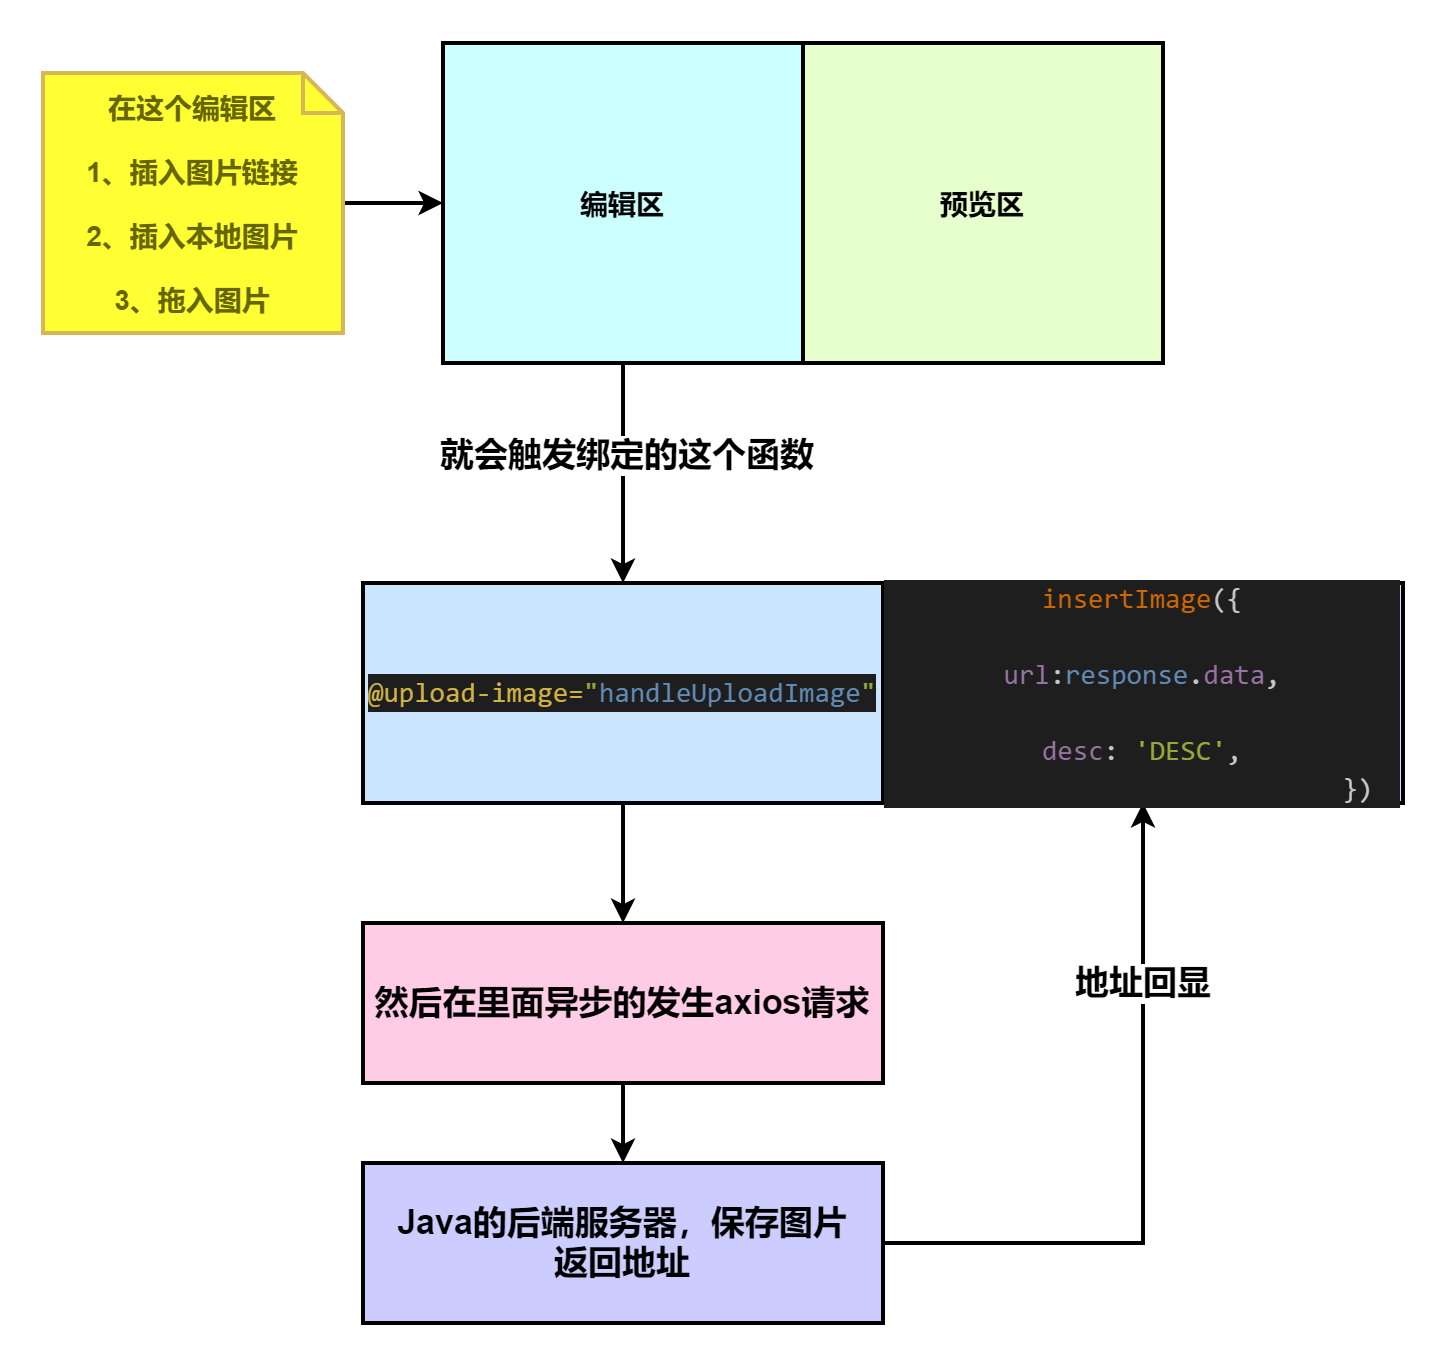 在这个编辑区
1、插入图片链接
2、插入本地图片
3、拖入图片
编辑区
预览区
就会触发绑定的这个函数
@upload-image="handleUploadImage"
insertImage({
url:response.data,
desc: 'DESC',
})
然后在里面异步的发生axios请求
地址回显
Java的后端服务器，保存图片
返回地址